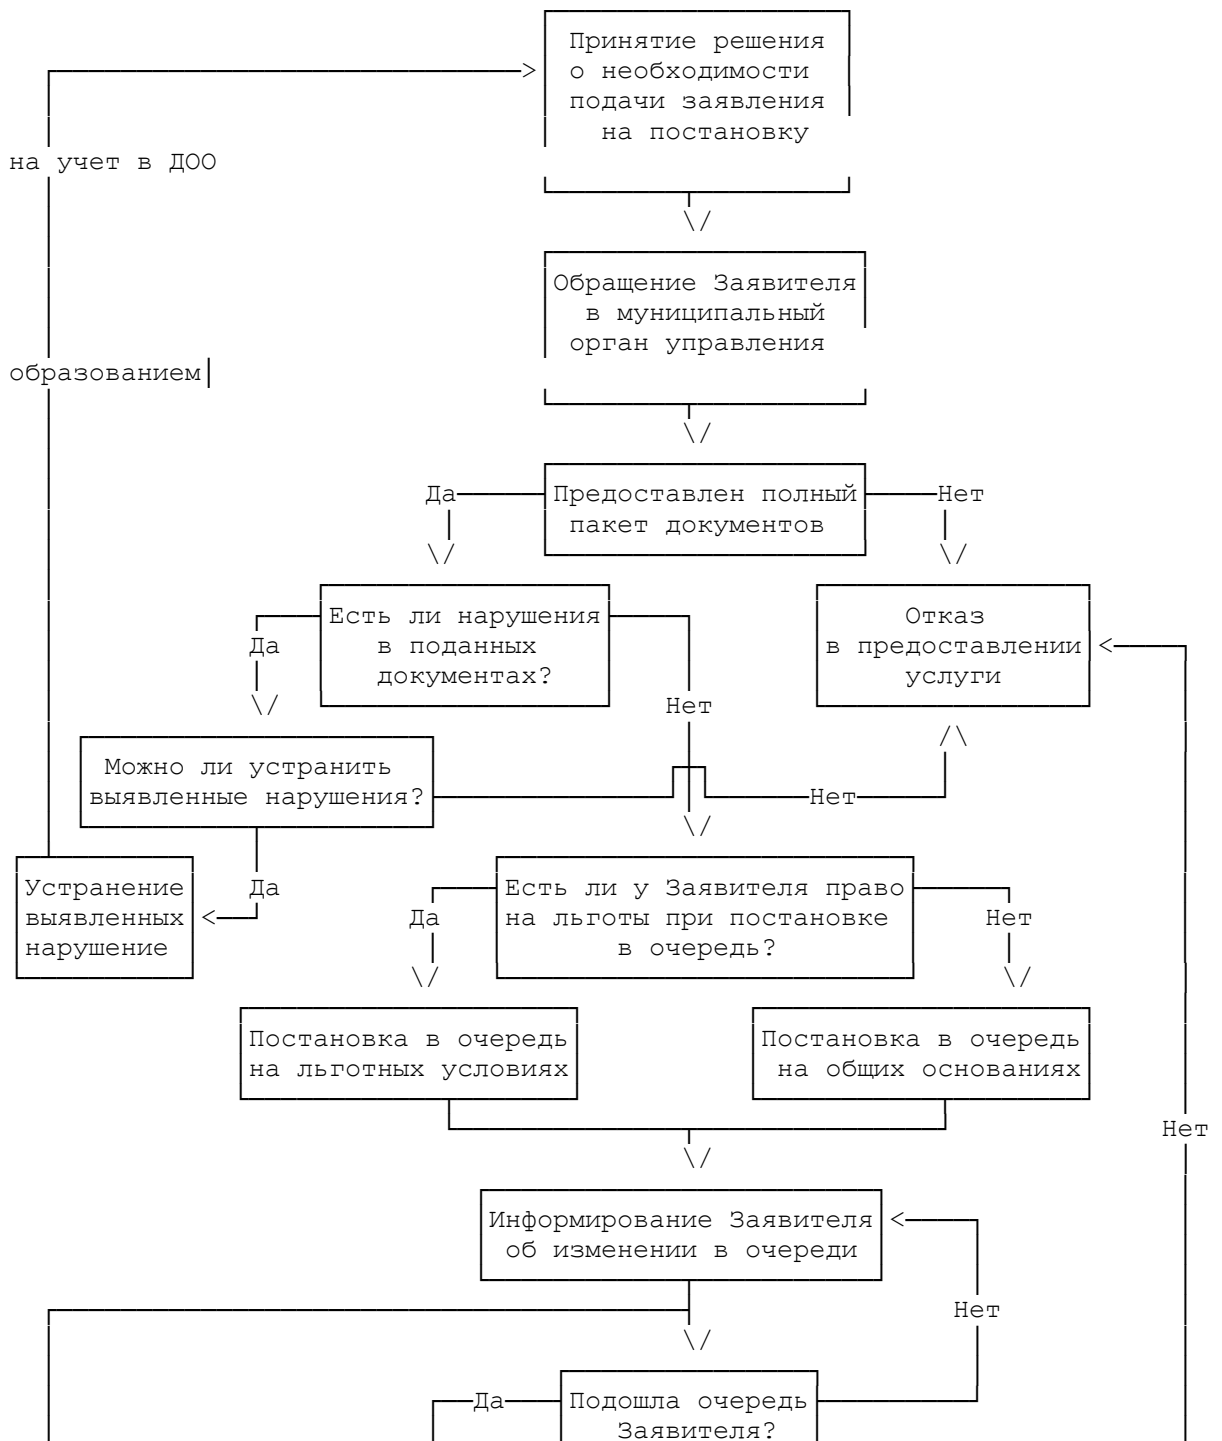 Принятие решения
о необходимости
подачи заявления
на постановку
на учет в ДОО
Обращение Заявителя
в муниципальный
орган управления
образованием
Да
Предоставлен полный
Нет
пакет документов
Есть ли нарушения
в поданных
документах?
Да
Нет
Отказ
в предоставлении
услуги
Можно ли устранить
выявленные нарушения?
Нет
Да
Устранение
выявленных
нарушение
Есть ли у Заявителя право
на льготы при постановке
в очередь?
Да
Нет
Постановка в очередь
на льготных условиях
Постановка в очередь
на общих основаниях
Нет
Информирование Заявителя
об изменении в очереди
Нет
Да
Подошла очередь
Заявителя?